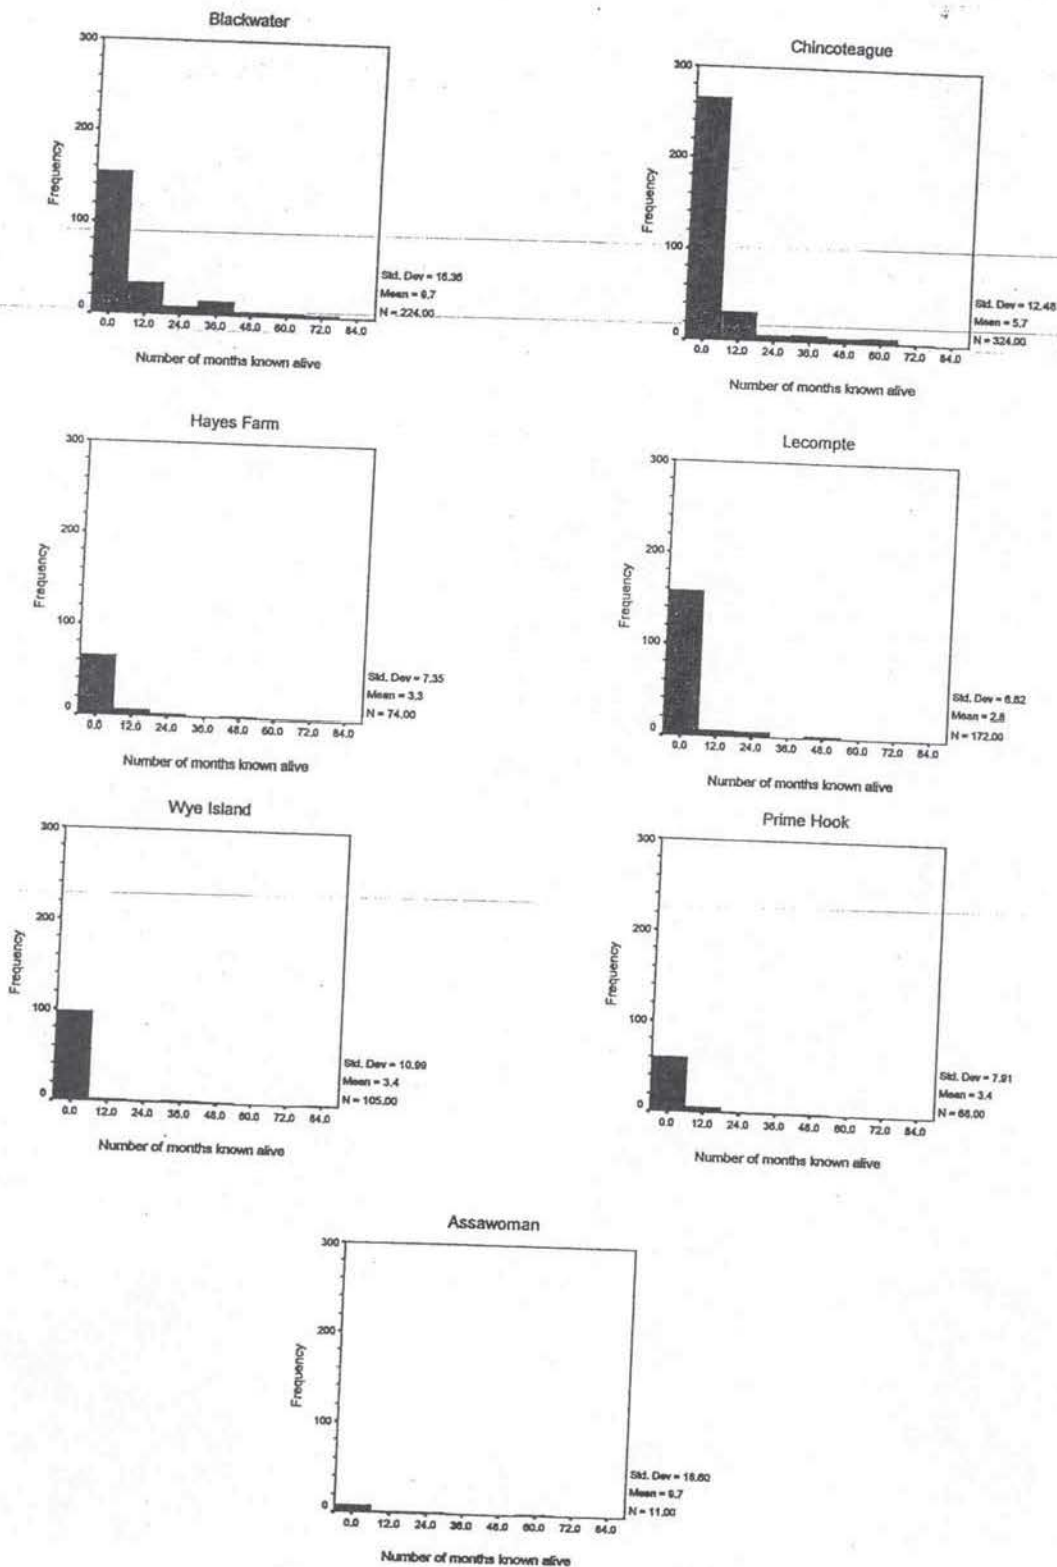 Blackwater
300
200
100
0
Frequency
0.0 12.0 24.0 36.0 48.0 60.0 72.0 84.0
Number of months known alive
Std. Dev = 16.36
Mean = 9.7
N = 224.00
Chincoteague
300
200
100
0
Frequency
0.0 12.0 24.0 36.0 48.0 60.0 72.0 84.0
Number of months known alive
Std. Dev = 12.48
Mean = 5.7
N = 324.00
Hayes Farm
300
200
100
0
Frequency
0.0 12.0 24.0 36.0 48.0 60.0 72.0 84.0
Number of months known alive
Std. Dev = 7.35
Mean = 3.3
N = 74.00
Lecompte
300
200
100
0
Frequency
0.0 12.0 24.0 36.0 48.0 60.0 72.0 84.0
Number of months known alive
Std. Dev = 6.82
Mean = 2.8
N = 172.00
Wye Island
300
200
100
0
Frequency
0.0 12.0 24.0 36.0 48.0 60.0 72.0 84.0
Number of months known alive
Std. Dev = 10.99
Mean = 3.4
N = 105.00
Prime Hook
300
200
100
0
Frequency
0.0 12.0 24.0 36.0 48.0 60.0 72.0 84.0
Number of months known alive
Std. Dev = 7.91
Mean = 3.4
Assawoman
300
200
100
0
Frequency
0.0 12.0 24.0 36.0 48.0 60.0 72.0 84.0
Number of months known alive
Std. Dev = 18.60
Mean = 9.7
N = 11.00